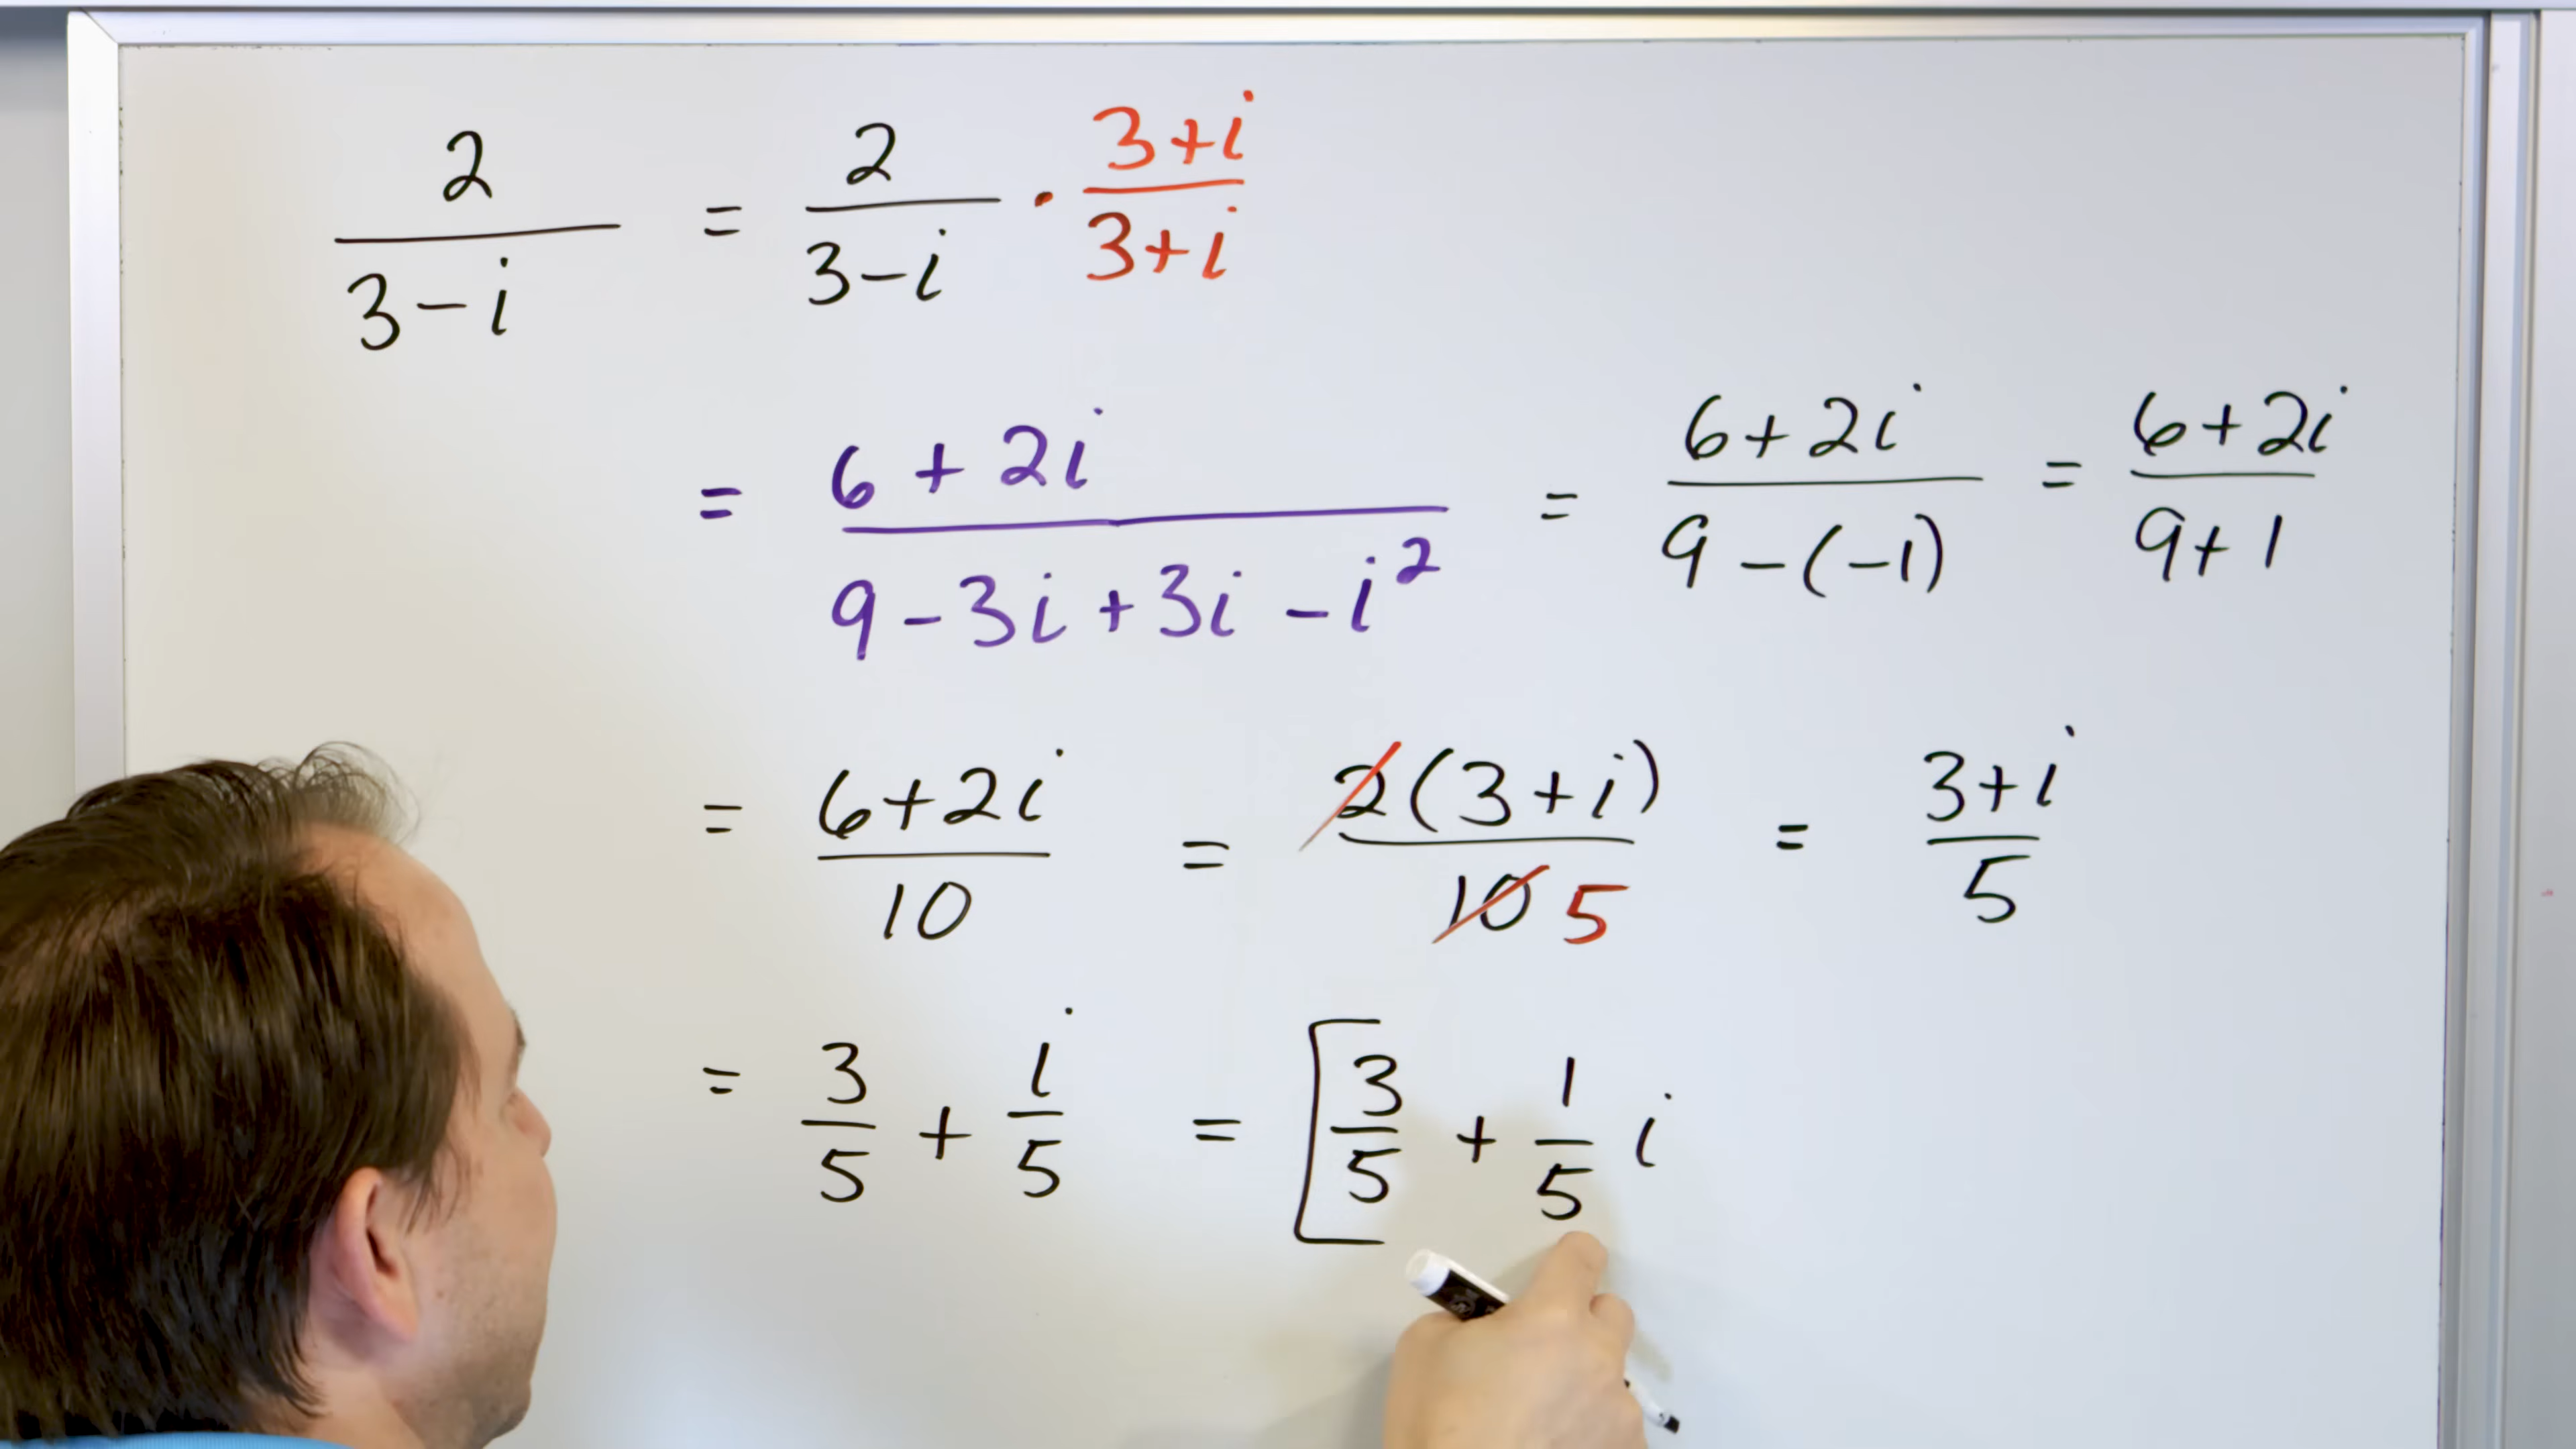 2/(3-i) = 2/(3-i) · (3+i)/(3+i)
= (6+2i)/(9-3i+3i-i²) = (6+2i)/(9-(-1)) = (6+2i)/(9+1)
= (6+2i)/10 = 2(3+i)/10 5 = (3+i)/5
= 3/5 + i/5 = [3/5 + 1/5 i